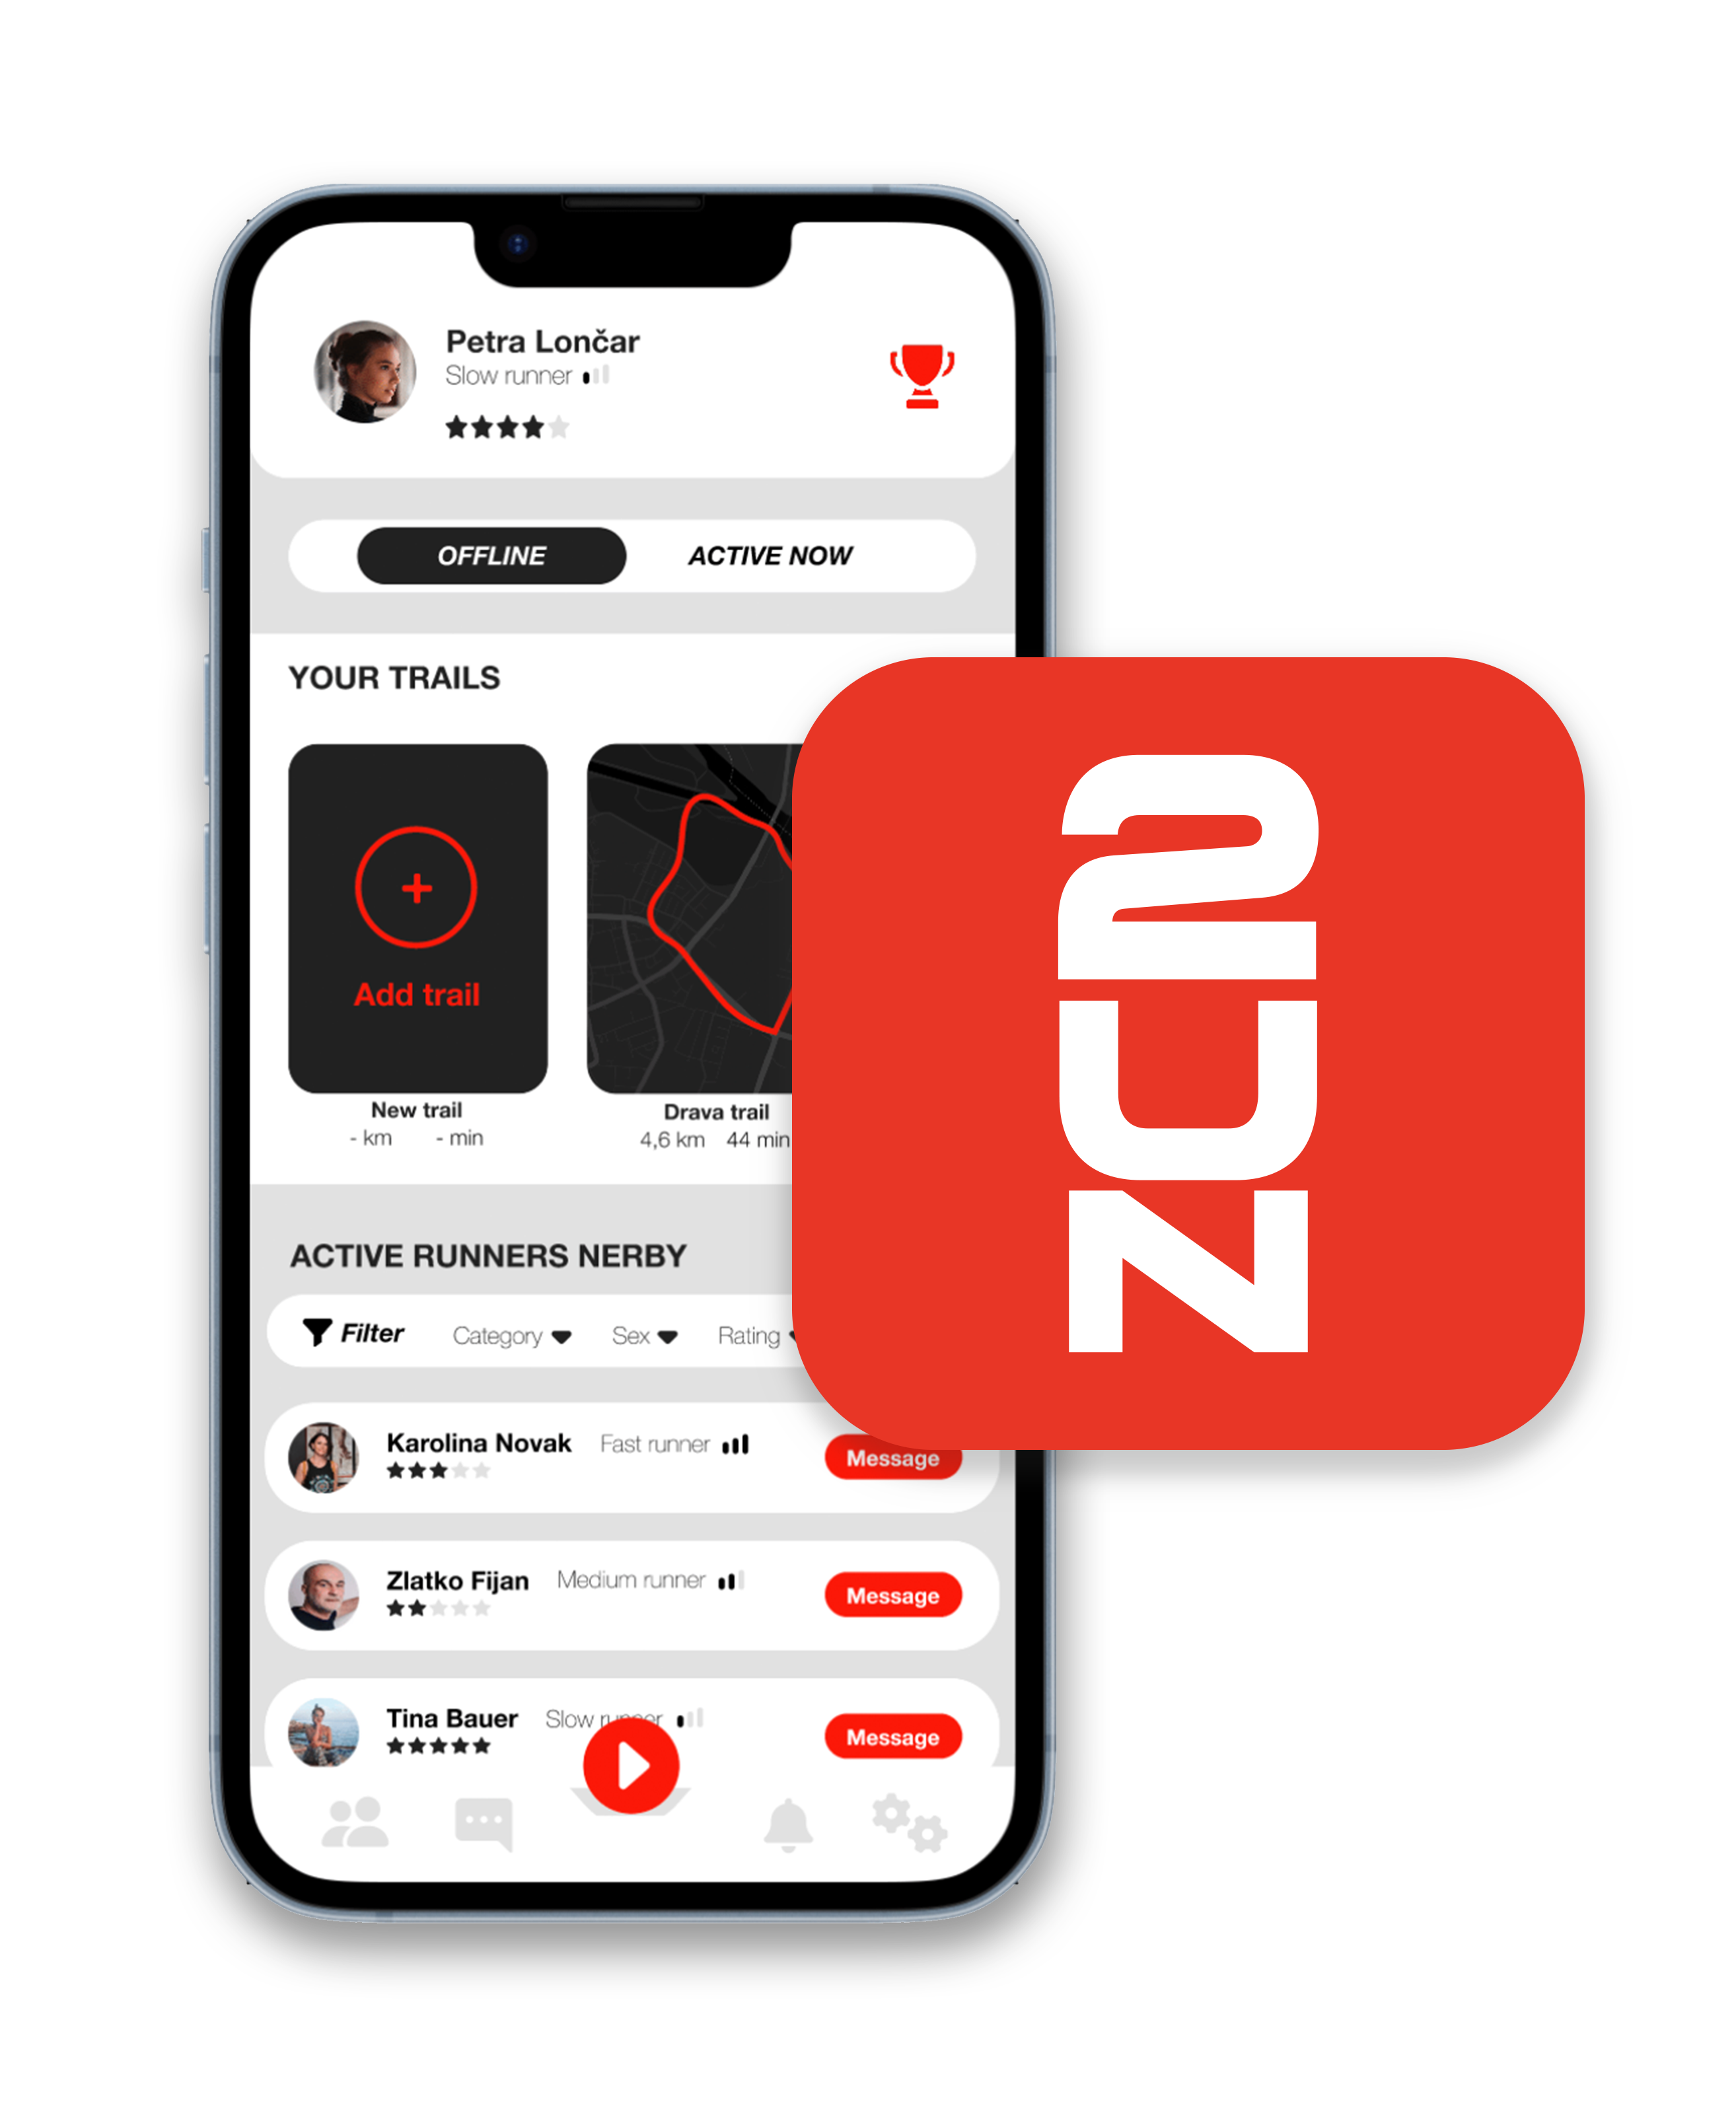 Petra Lončar
Slow runner
OFFLINE ACTIVE NOW
YOUR TRAILS
Add trail
New trail
- km - min
Drava trail
4,6 km 44 min
2UN
ACTIVE RUNNERS NERBY
Filter Category Sex Rating
Karolina Novak Fast runner
Message
Zlatko Fijan Medium runner
Message
Tina Bauer Slow runner
Message